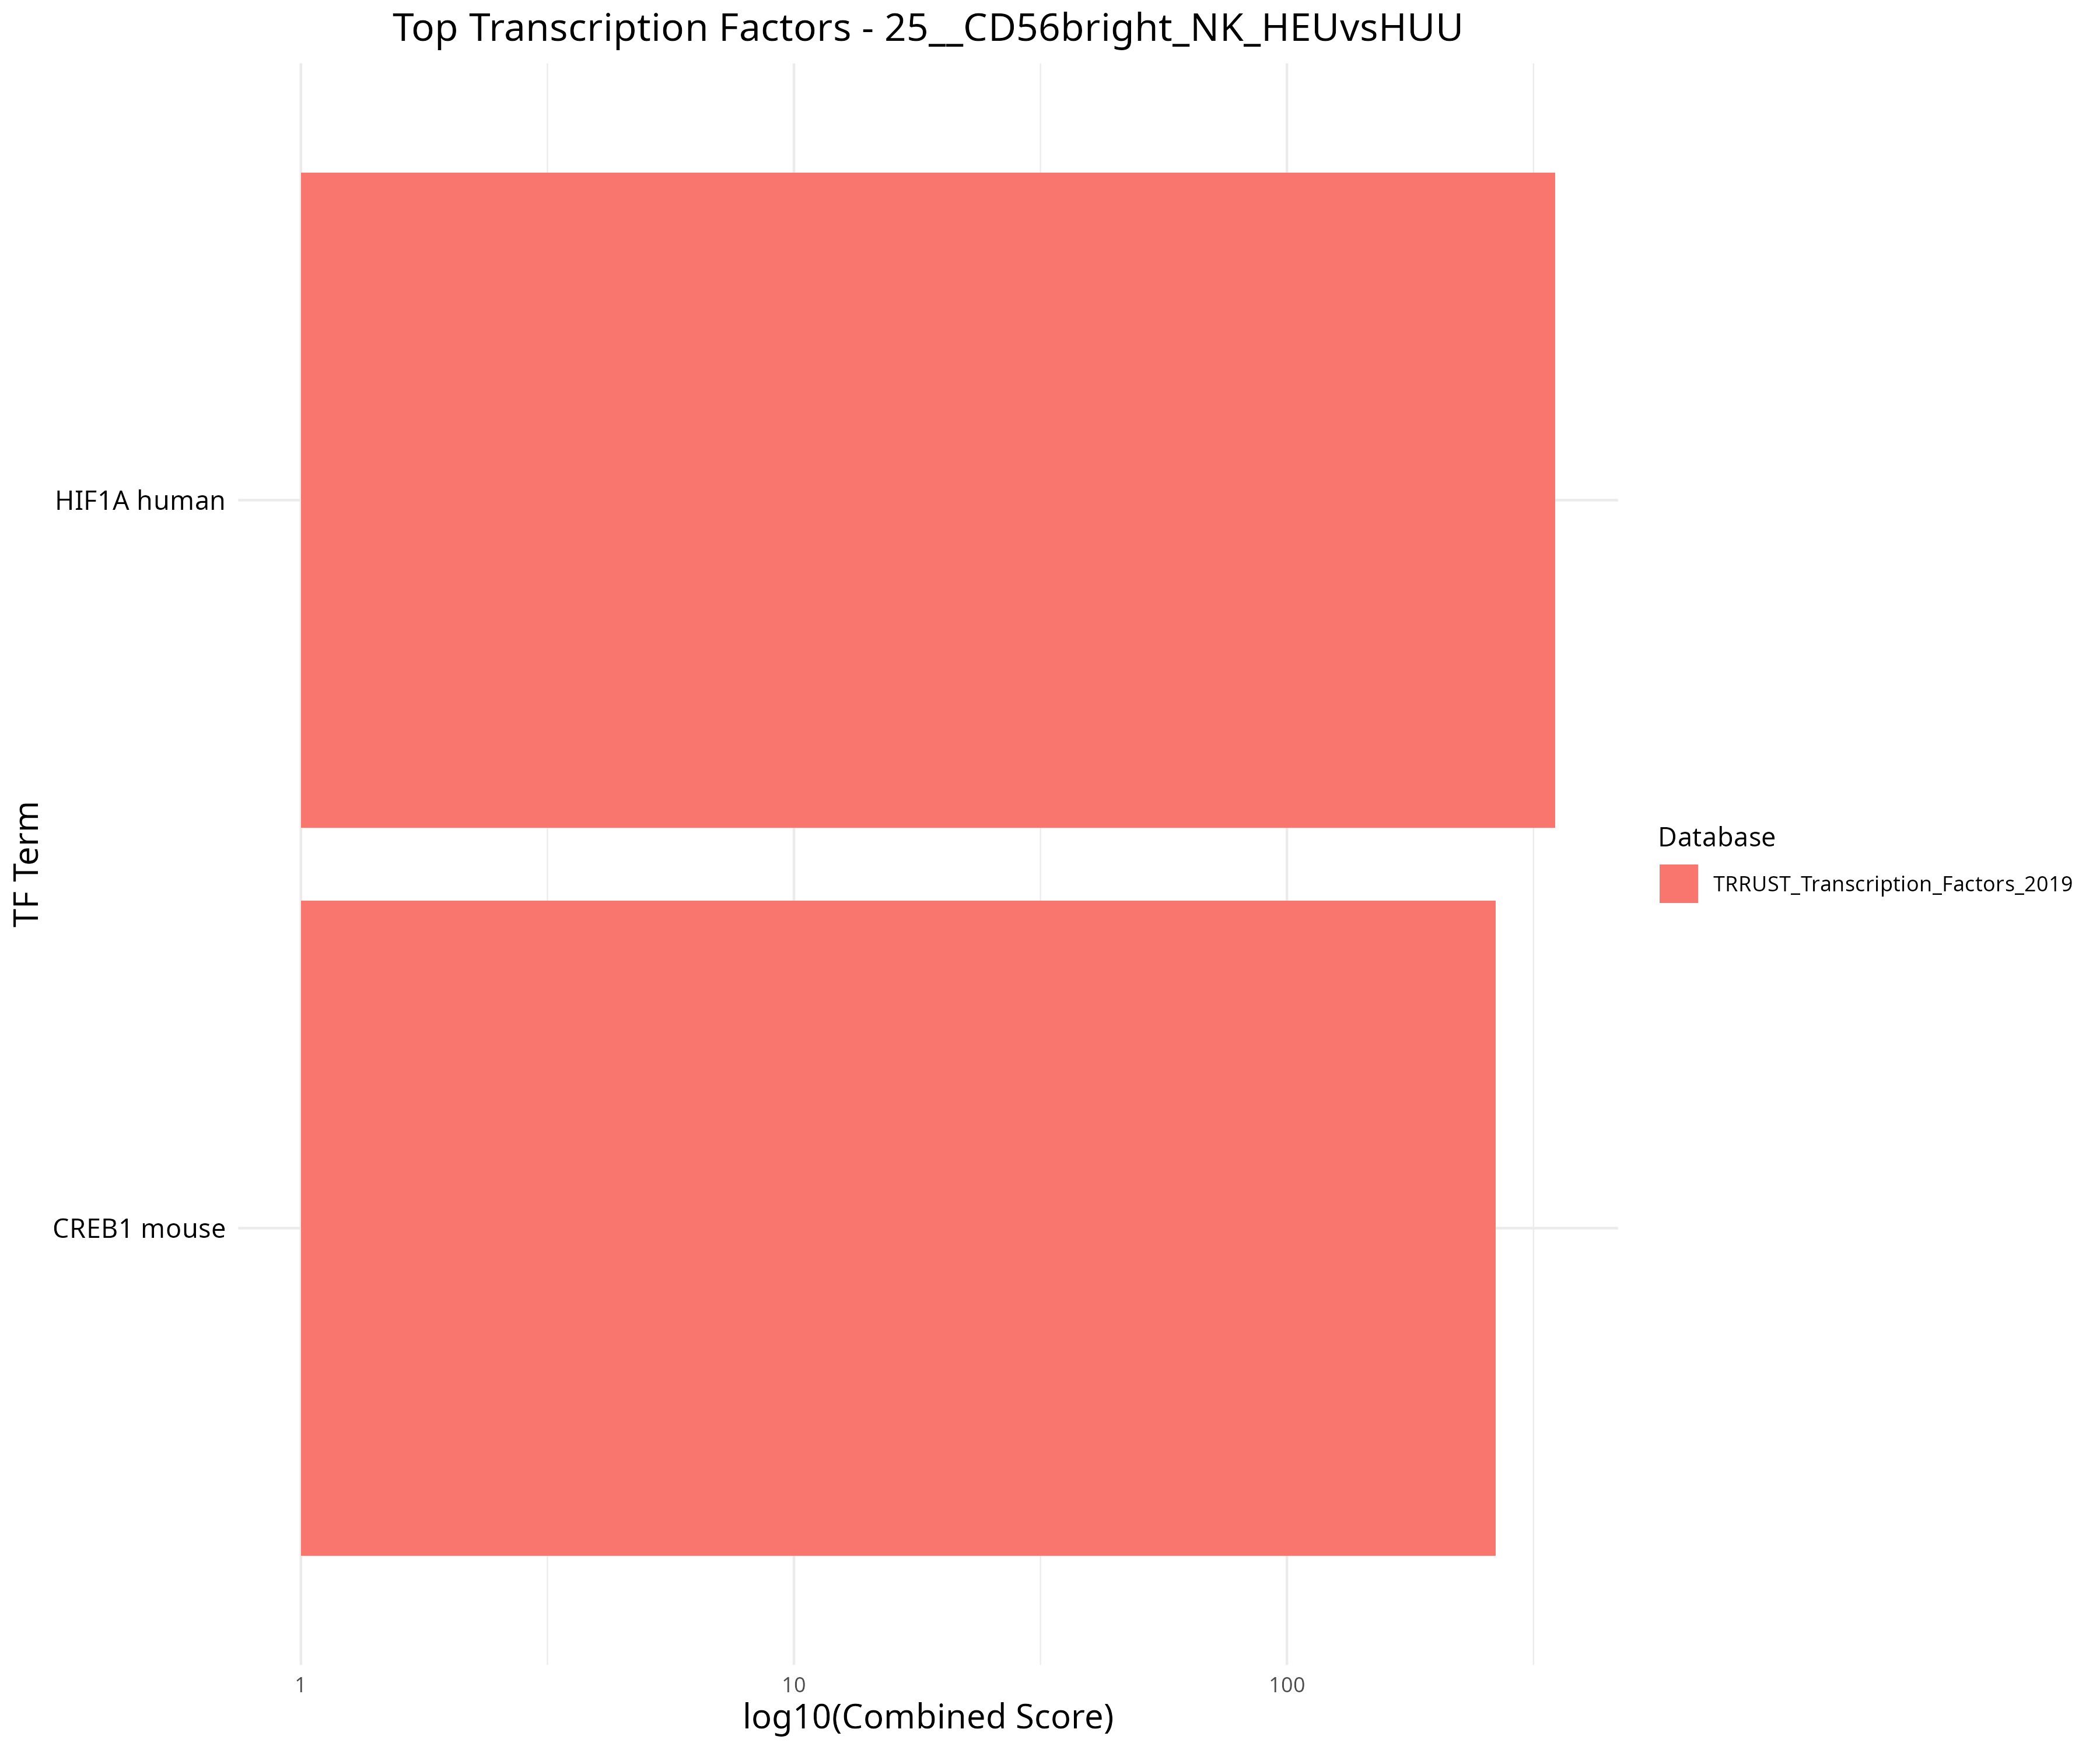 Top Transcription Factors - 25__CD56bright_NK_HEUvsHUU
TF Term
HIF1A human
CREB1 mouse
1
10
100
log10(Combined Score)
Database
TRRUST_Transcription_Factors_2019